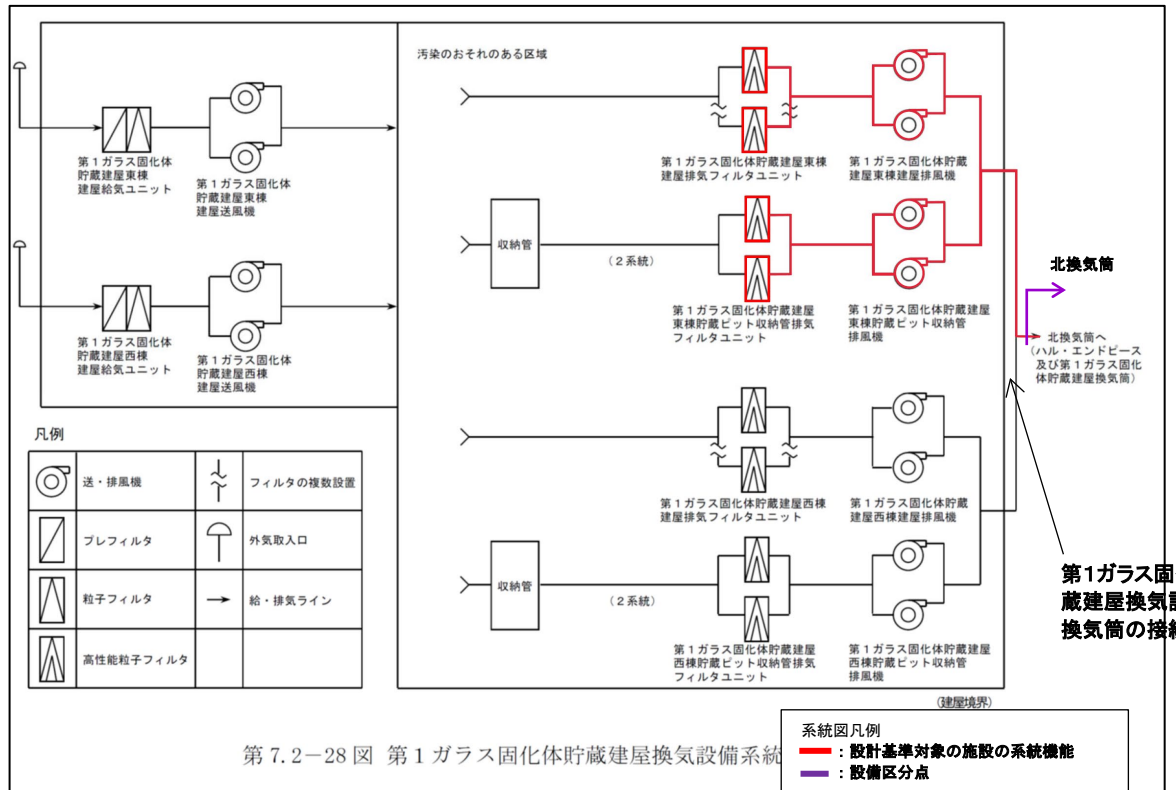 汚染のおそれのある区域
第1ガラス固化体
貯蔵建屋東棟
建屋給気ユニット
第1ガラス固化体
貯蔵建屋東棟
建屋送風機
第1ガラス固化体貯蔵建屋東棟
建屋排気フィルタユニット
第1ガラス固化体貯蔵
建屋東棟建屋排風機
収納管
(2系統)
第1ガラス固化体貯蔵建屋
東棟貯蔵ピット収納管排気
フィルタユニット
第1ガラス固化体貯蔵建屋
東棟貯蔵ピット収納管
排風機
北換気筒
北換気筒へ
(ハル・エンドピース
及び第1ガラス固化
体貯蔵建屋換気筒)
第1ガラス固化体
貯蔵建屋西棟
建屋給気ユニット
第1ガラス固化体
貯蔵建屋西棟
建屋送風機
第1ガラス固化体貯蔵建屋西棟
建屋排気フィルタユニット
第1ガラス固化体貯蔵
建屋西棟建屋排風機
収納管
(2系統)
第1ガラス固化体貯蔵建屋
西棟貯蔵ピット収納管排気
フィルタユニット
第1ガラス固化体貯蔵建屋
西棟貯蔵ピット収納管
排風機
第1ガラス固
蔵建屋換気
換気筒の接
(建屋境界)
凡例
送・排風機
フィルタの複数設置
プレフィルタ
外気取入口
粒子フィルタ
給・排気ライン
高性能粒子フィルタ
第7.2-28図 第1ガラス固化体貯蔵建屋換気設備系統
系統図凡例
:設計基準対象の施設の系統機能
:設備区分点